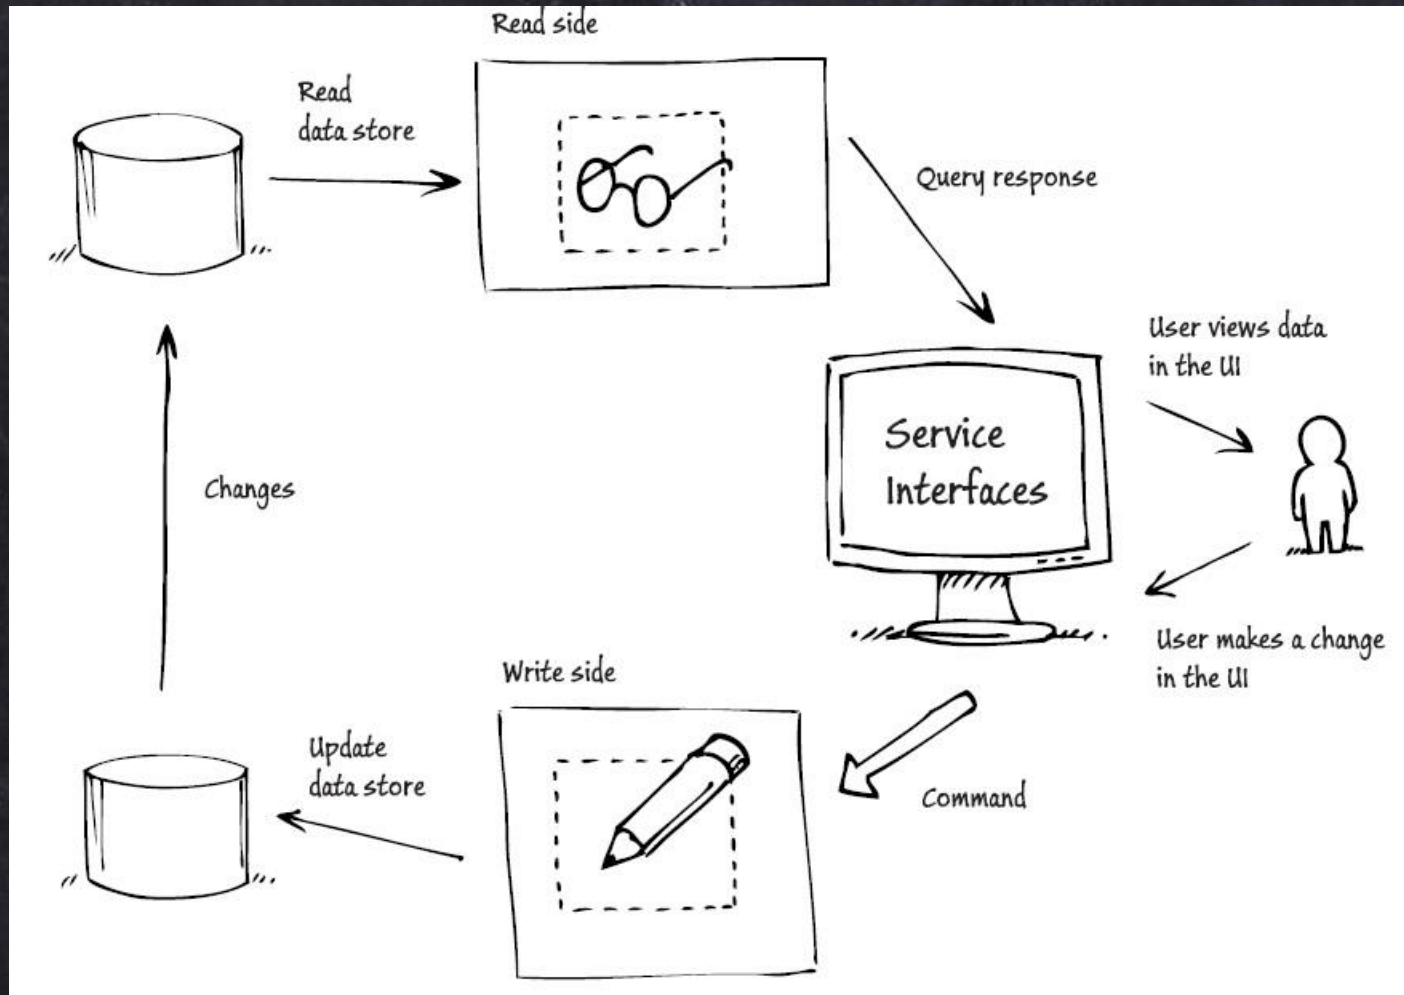 Read side
Read
data store
Query response
User views data
in the UI
Service
Interfaces
Changes
User makes a change
in the UI
Write side
Update
data store
Command